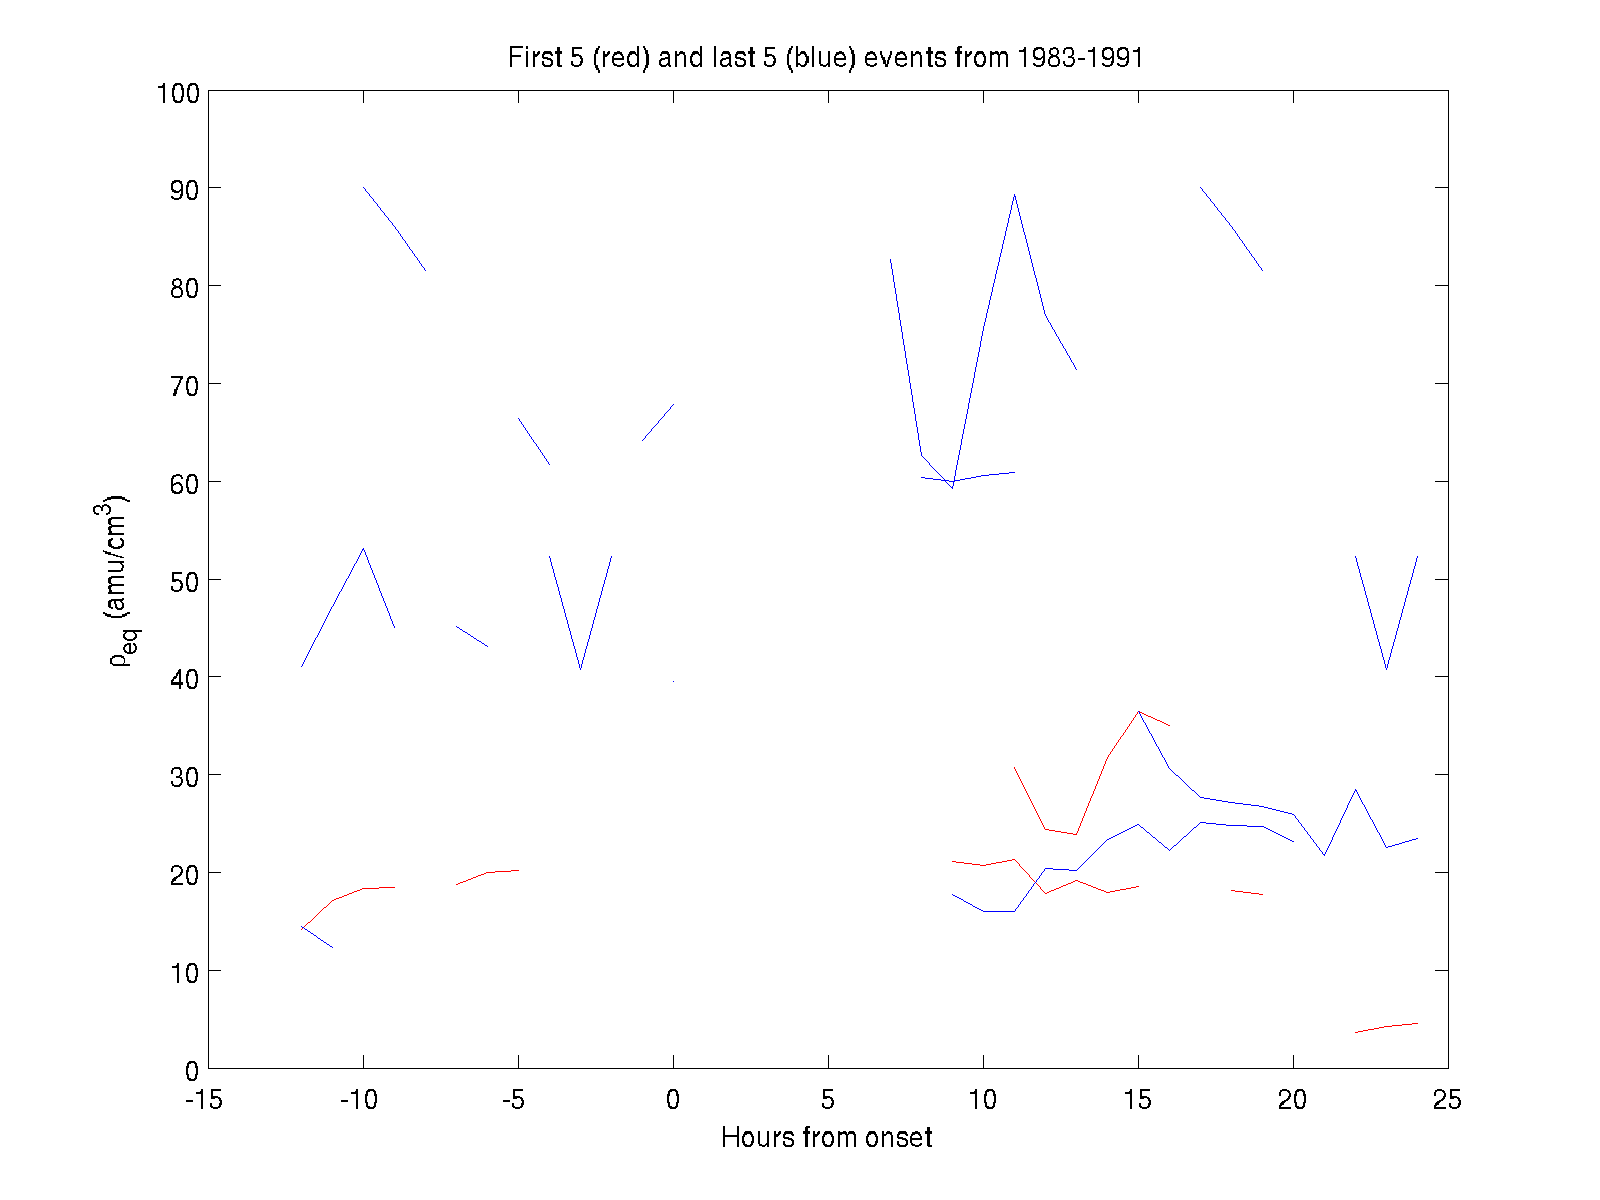 First 5 (red) and last 5 (blue) events from 1983-1991
100
90
80
70
60
50
40
30
20
10
0
ρeq (amu/cm3)
-15 -10 -5 0 5 10 15 20 25
Hours from onset